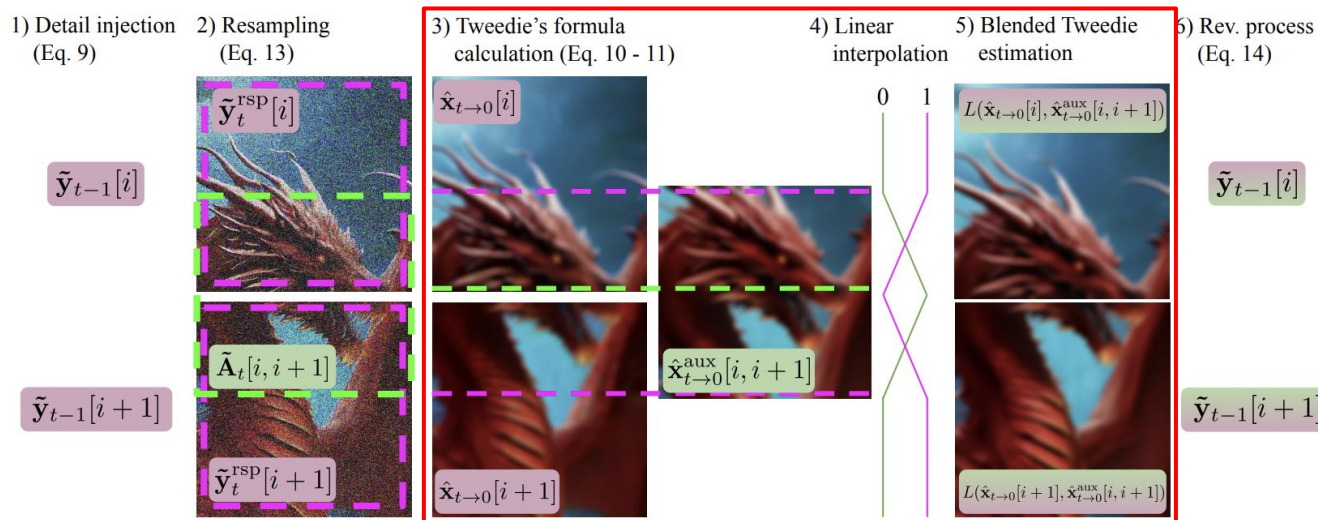 1) Detail injection
(Eq. 9)
2) Resampling
(Eq. 13)
3) Tweedie's formula
calculation (Eq. 10 - 11)
4) Linear
interpolation
5) Blended Tweedie
estimation
6) Rev. process
(Eq. 14)
ỹ_{t−1}[i]
ỹ_{t−1}[i+1]
ỹ_t^{rsp}[i]
Ã_t[i, i+1]
ỹ_t^{rsp}[i+1]
x̂_{t→0}[i]
x̂_{t→0}^{aux}[i, i+1]
x̂_{t→0}[i+1]
0 1
L(x̂_{t→0}[i], x̂_{t→0}^{aux}[i, i+1])
L(x̂_{t→0}[i+1], x̂_{t→0}^{aux}[i, i+1])
ỹ_{t−1}[i]
ỹ_{t−1}[i+1]